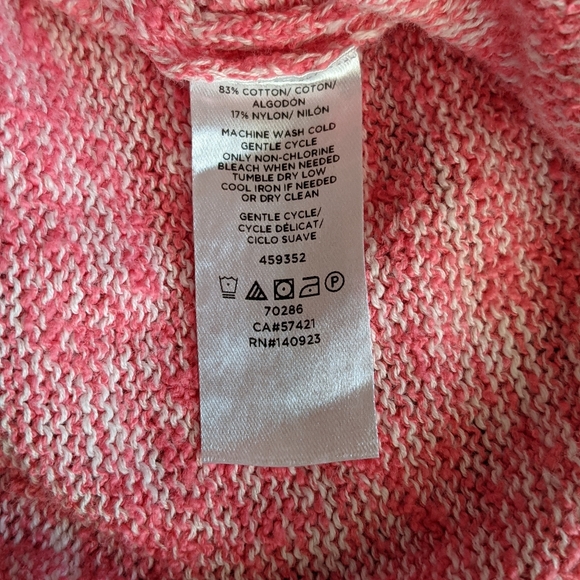 83% COTTON/ COTON/
ALGODÓN
17% NYLON/ NILÓN
MACHINE WASH COLD
GENTLE CYCLE
ONLY NON-CHLORINE
BLEACH WHEN NEEDED
TUMBLE DRY LOW
COOL IRON IF NEEDED
OR DRY CLEAN
GENTLE CYCLE/
CYCLE DÉLICAT/
CICLO SUAVE
459352
P
70286
CA#57421
RN#140923